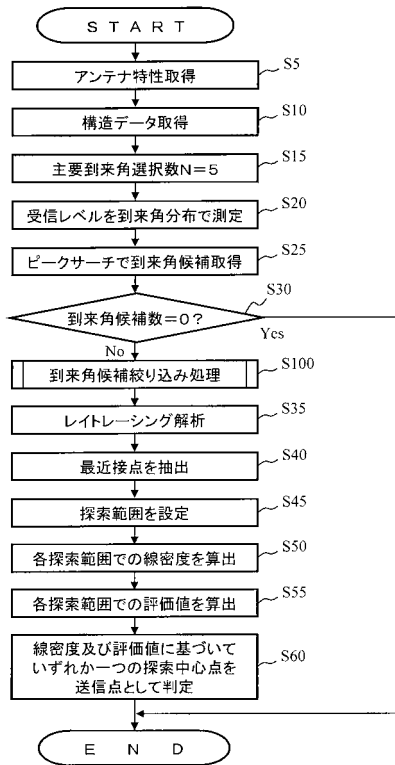 START
アンテナ特性取得
S5
構造データ取得
S10
主要到来角選択数N=5
S15
受信レベルを到来角分布で測定
S20
ピークサーチで到来角候補取得
S25
到来角候補数=0?
S30
Yes
No
到来角候補絞り込み処理
S100
レイトレーシング解析
S35
最近接点を抽出
S40
探索範囲を設定
S45
各探索範囲での線密度を算出
S50
各探索範囲での評価値を算出
S55
線密度及び評価値に基づいて
いずれか一つの探索中心点を
送信点として判定
S60
END